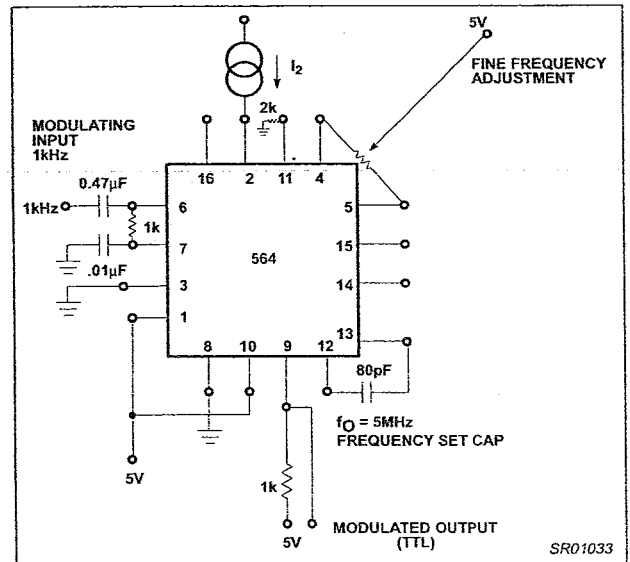 5V
I2
FINE FREQUENCY
ADJUSTMENT
2k
MODULATING
INPUT
1kHz
16 2 11 4
0.47µF
1kHz
6
5
1k
7
15
564
.01µF
14
3
1
13
8 10 9 12
80pF
fO = 5MHz
FREQUENCY SET CAP
5V
1k
5V
MODULATED OUTPUT
(TTL)
SR01033